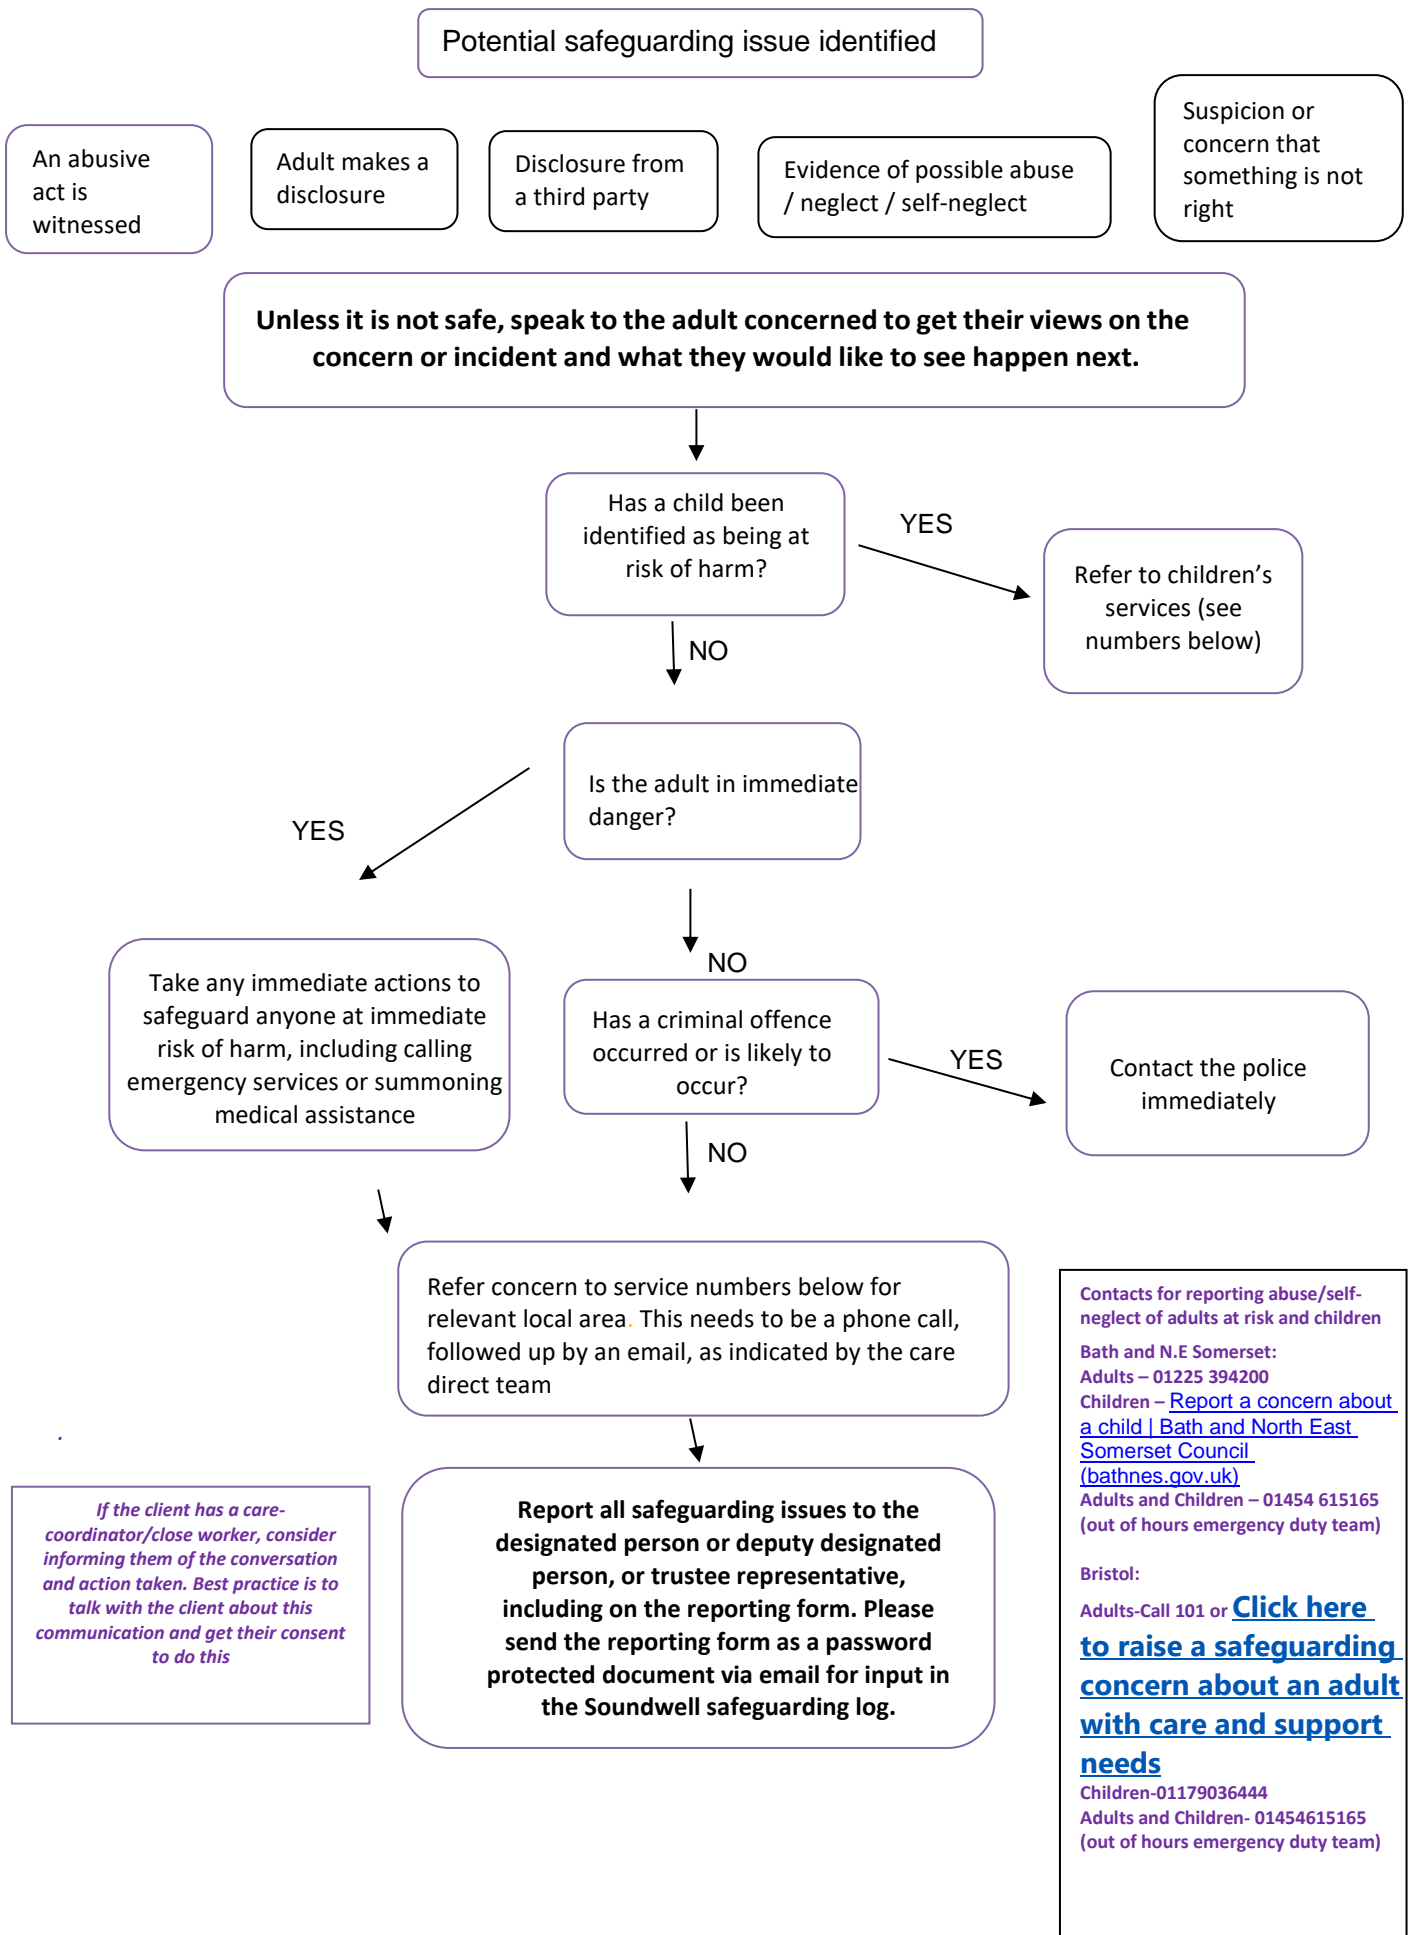 Potential safeguarding issue identified
An abusive
act is
witnessed
Adult makes a
disclosure
Disclosure from
a third party
Evidence of possible abuse
/ neglect / self-neglect
Suspicion or
concern that
something is not
right
Unless it is not safe, speak to the adult concerned to get their views on the
concern or incident and what they would like to see happen next.
Has a child been
identified as being at
risk of harm?
YES
Refer to children’s
services (see
numbers below)
NO
Is the adult in immediate
danger?
YES
Take any immediate actions to
safeguard anyone at immediate
risk of harm, including calling
emergency services or summoning
medical assistance
NO
Has a criminal offence
occurred or is likely to
occur?
YES
Contact the police
immediately
NO
Refer concern to service numbers below for
relevant local area. This needs to be a phone call,
followed up by an email, as indicated by the care
direct team
.
If the client has a care-
coordinator/close worker, consider
informing them of the conversation
and action taken. Best practice is to
talk with the client about this
communication and get their consent
to do this
Report all safeguarding issues to the
designated person or deputy designated
person, or trustee representative,
including on the reporting form. Please
send the reporting form as a password
protected document via email for input in
the Soundwell safeguarding log.
Contacts for reporting abuse/self-
neglect of adults at risk and children
Bath and N.E Somerset:
Adults – 01225 394200
Children – Report a concern about
a child | Bath and North East
Somerset Council
(bathnes.gov.uk)
Adults and Children – 01454 615165
(out of hours emergency duty team)
Bristol:
Adults-Call 101 or Click here
to raise a safeguarding
concern about an adult
with care and support
needs
Children-01179036444
Adults and Children- 01454615165
(out of hours emergency duty team)